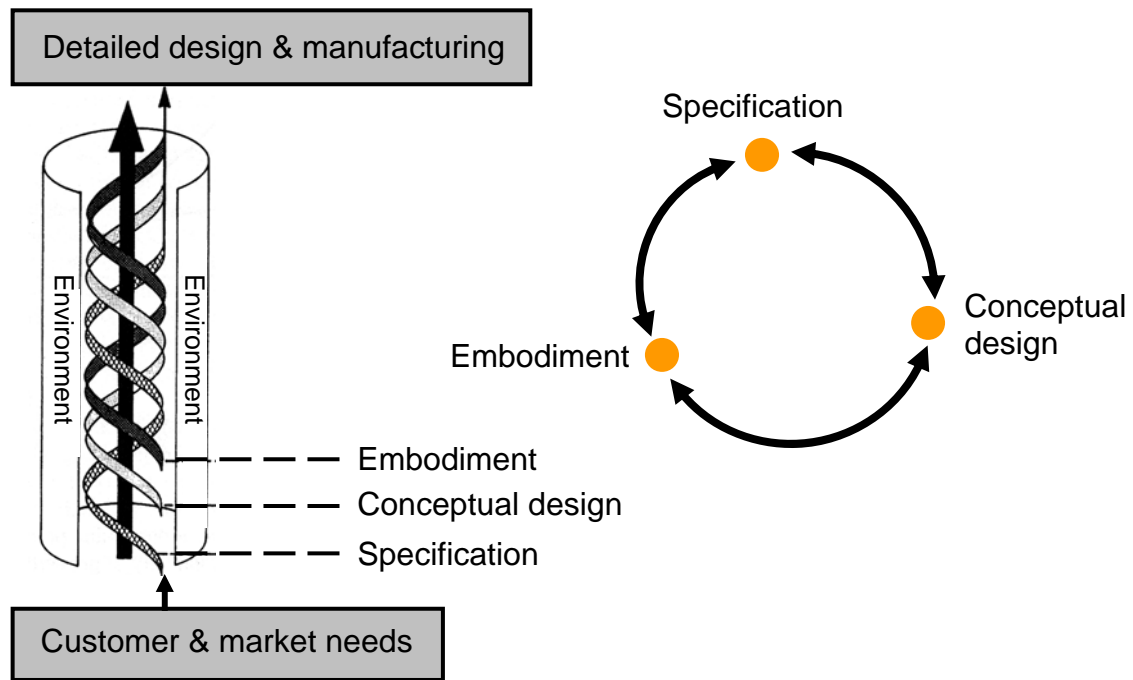 Detailed design & manufacturing
Environment
Environment
Embodiment
Conceptual design
Specification
Customer & market needs
Specification
Conceptual
design
Embodiment